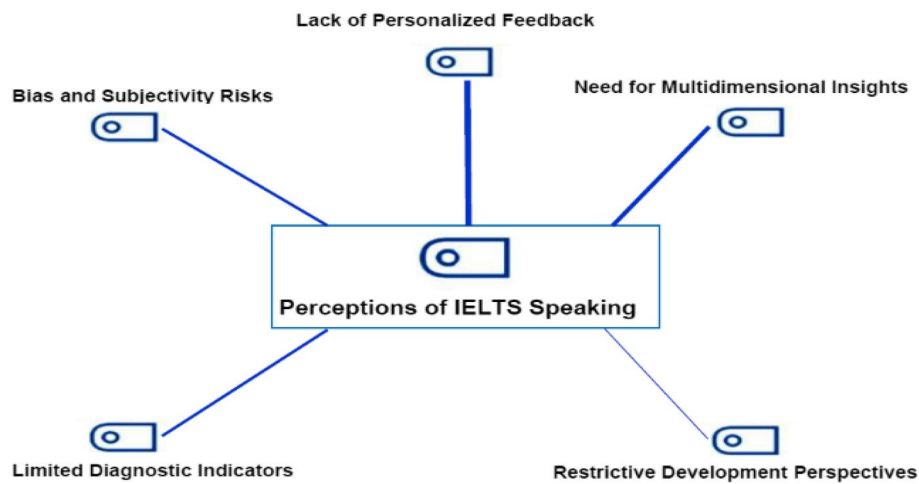 Lack of Personalized Feedback
Bias and Subjectivity Risks
Need for Multidimensional Insights
Perceptions of IELTS Speaking
Limited Diagnostic Indicators
Restrictive Development Perspectives